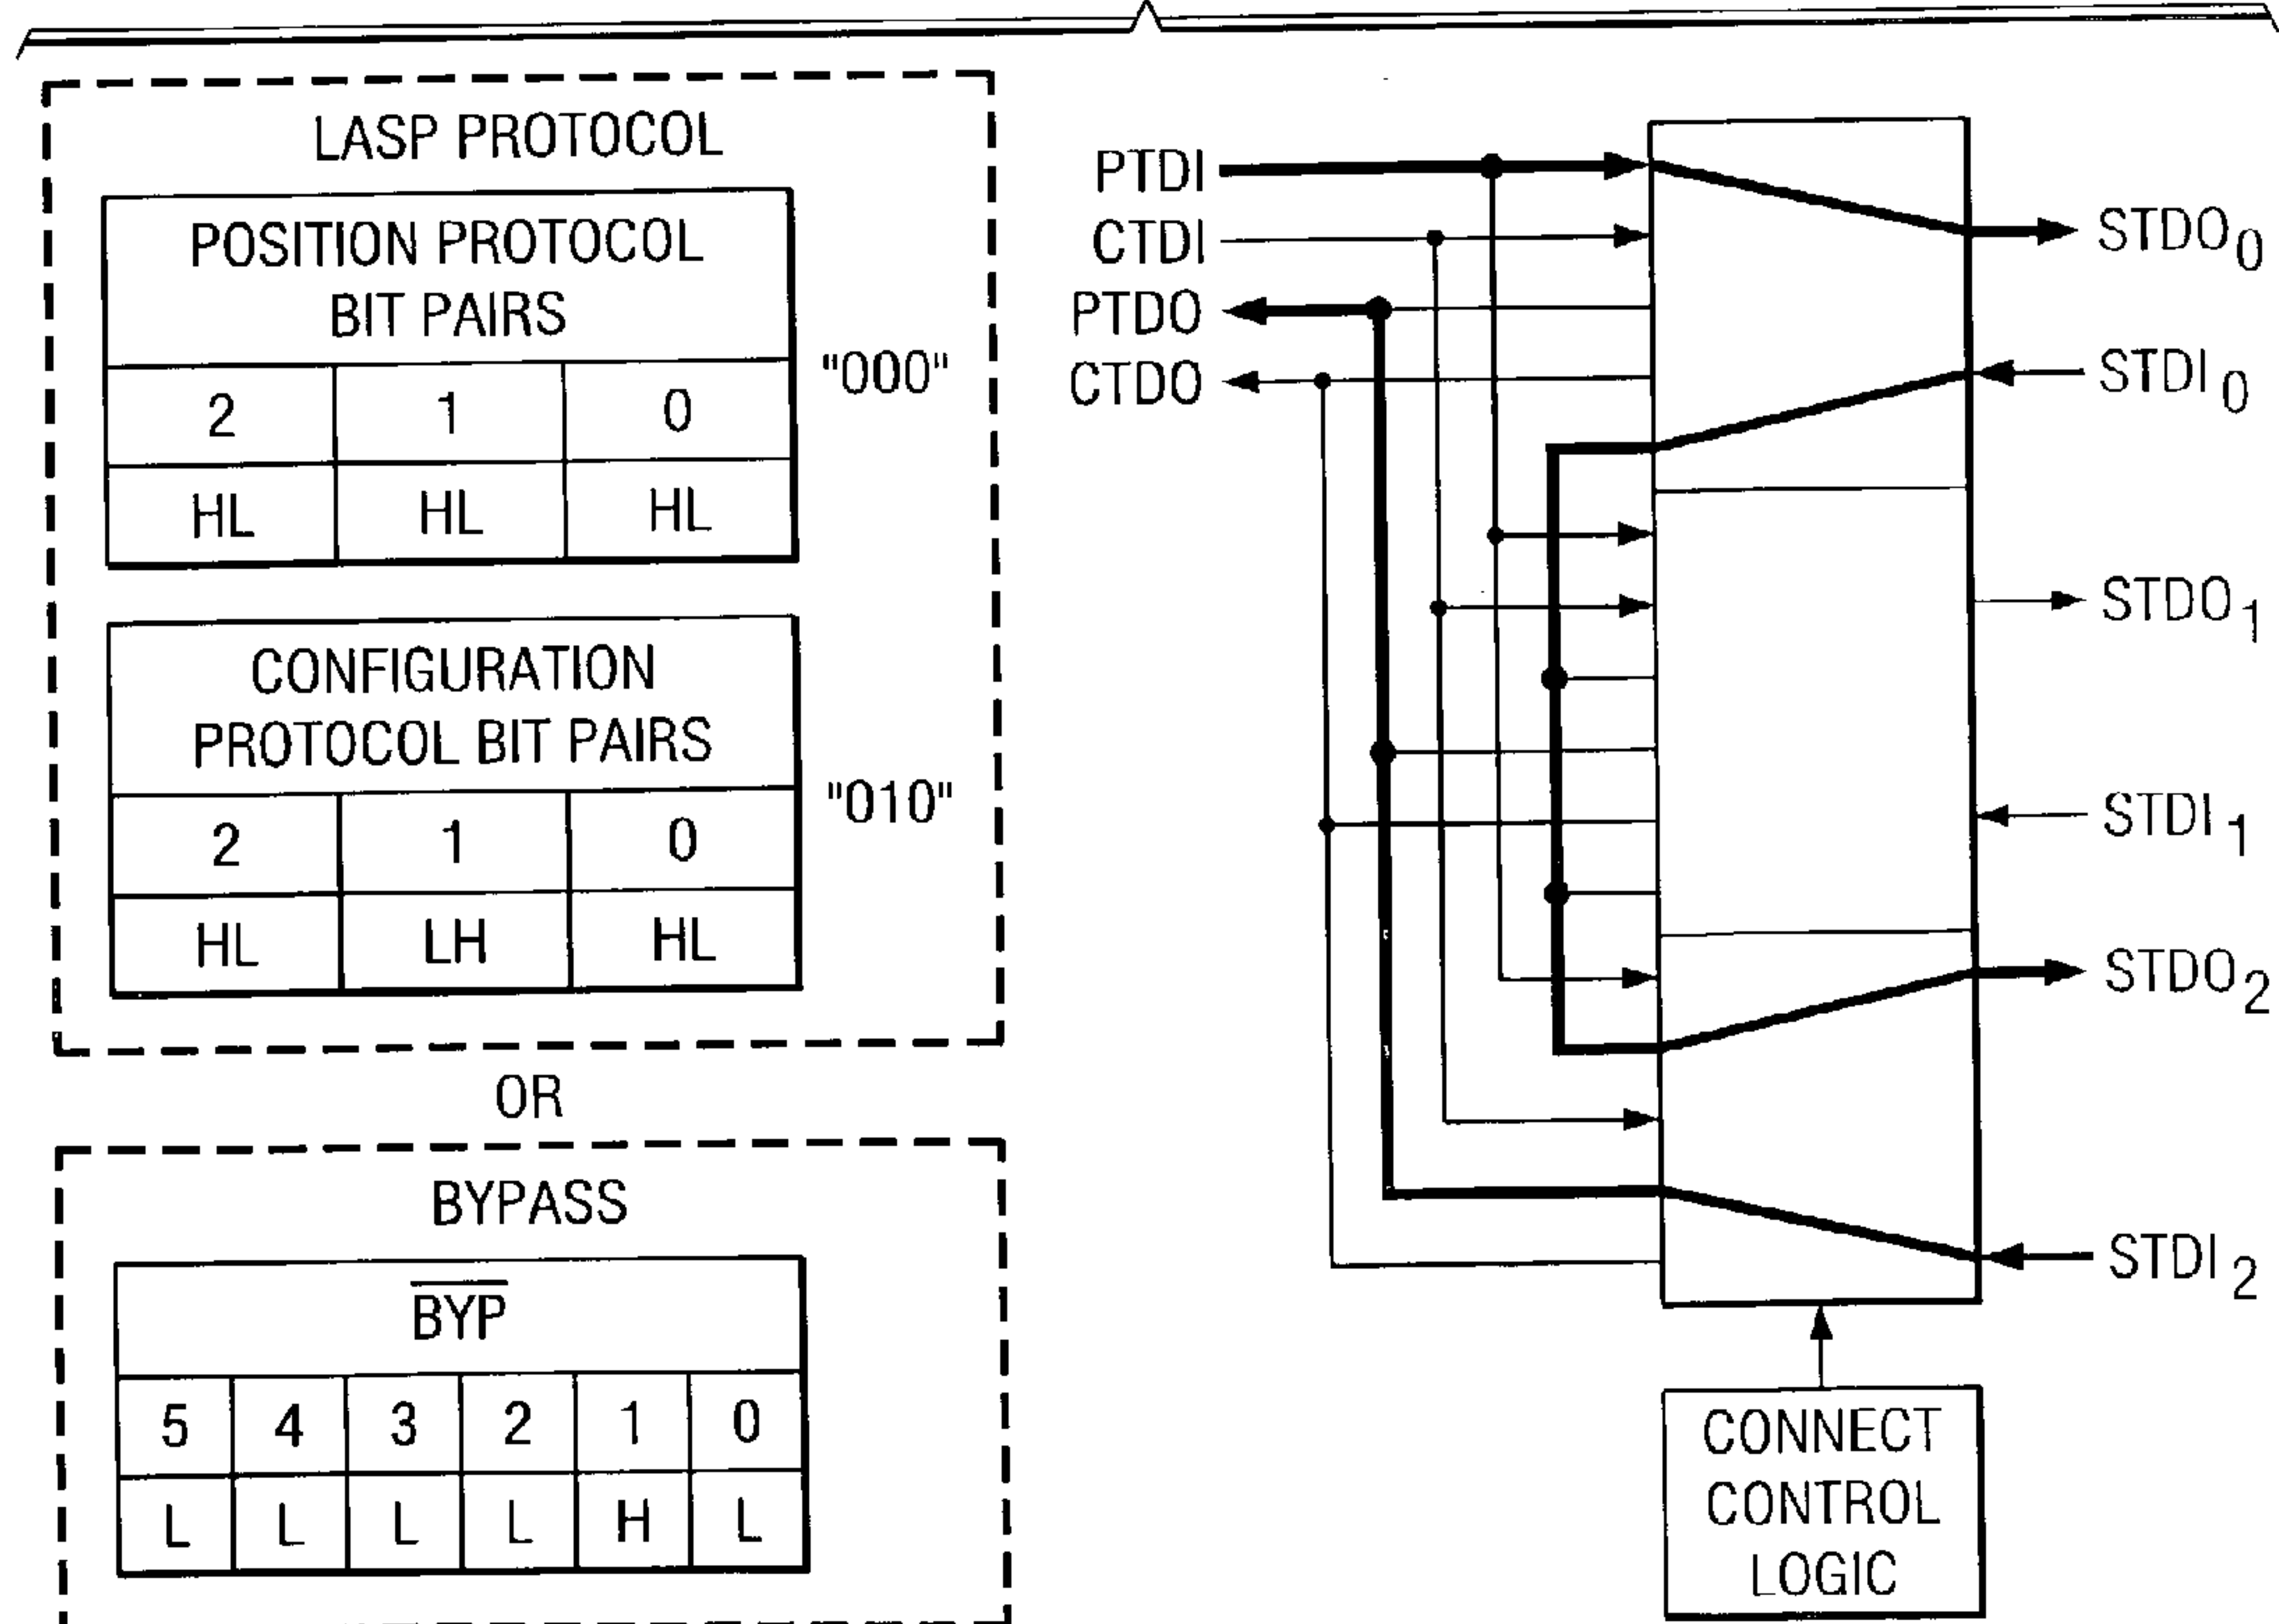 LASP PROTOCOL
POSITION PROTOCOL
BIT PAIRS
2 1 0
HL HL HL
"000"
CONFIGURATION
PROTOCOL BIT PAIRS
2 1 0
HL LH HL
"010"
OR
BYPASS
BYP
5 4 3 2 1 0
L L L L H L
PTDI
CTDI
PTDO
CTDO
STDO0
STDI0
STDO1
STDI1
STDO2
STDI2
CONNECT
CONTROL
LOGIC